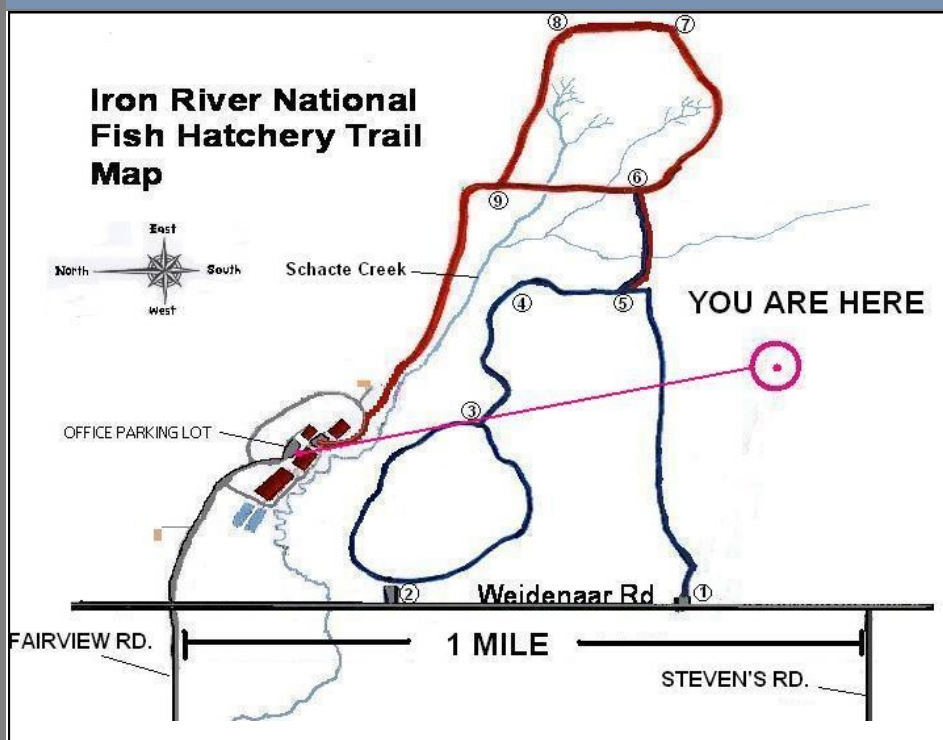 Iron River National
Fish Hatchery Trail
Map
East
North
South
West
Schacte Creek
8
7
6
9
4
5
YOU ARE HERE
3
OFFICE PARKING LOT
2
Weidenaar Rd
1
FAIRVIEW RD.
1 MILE
STEVEN'S RD.